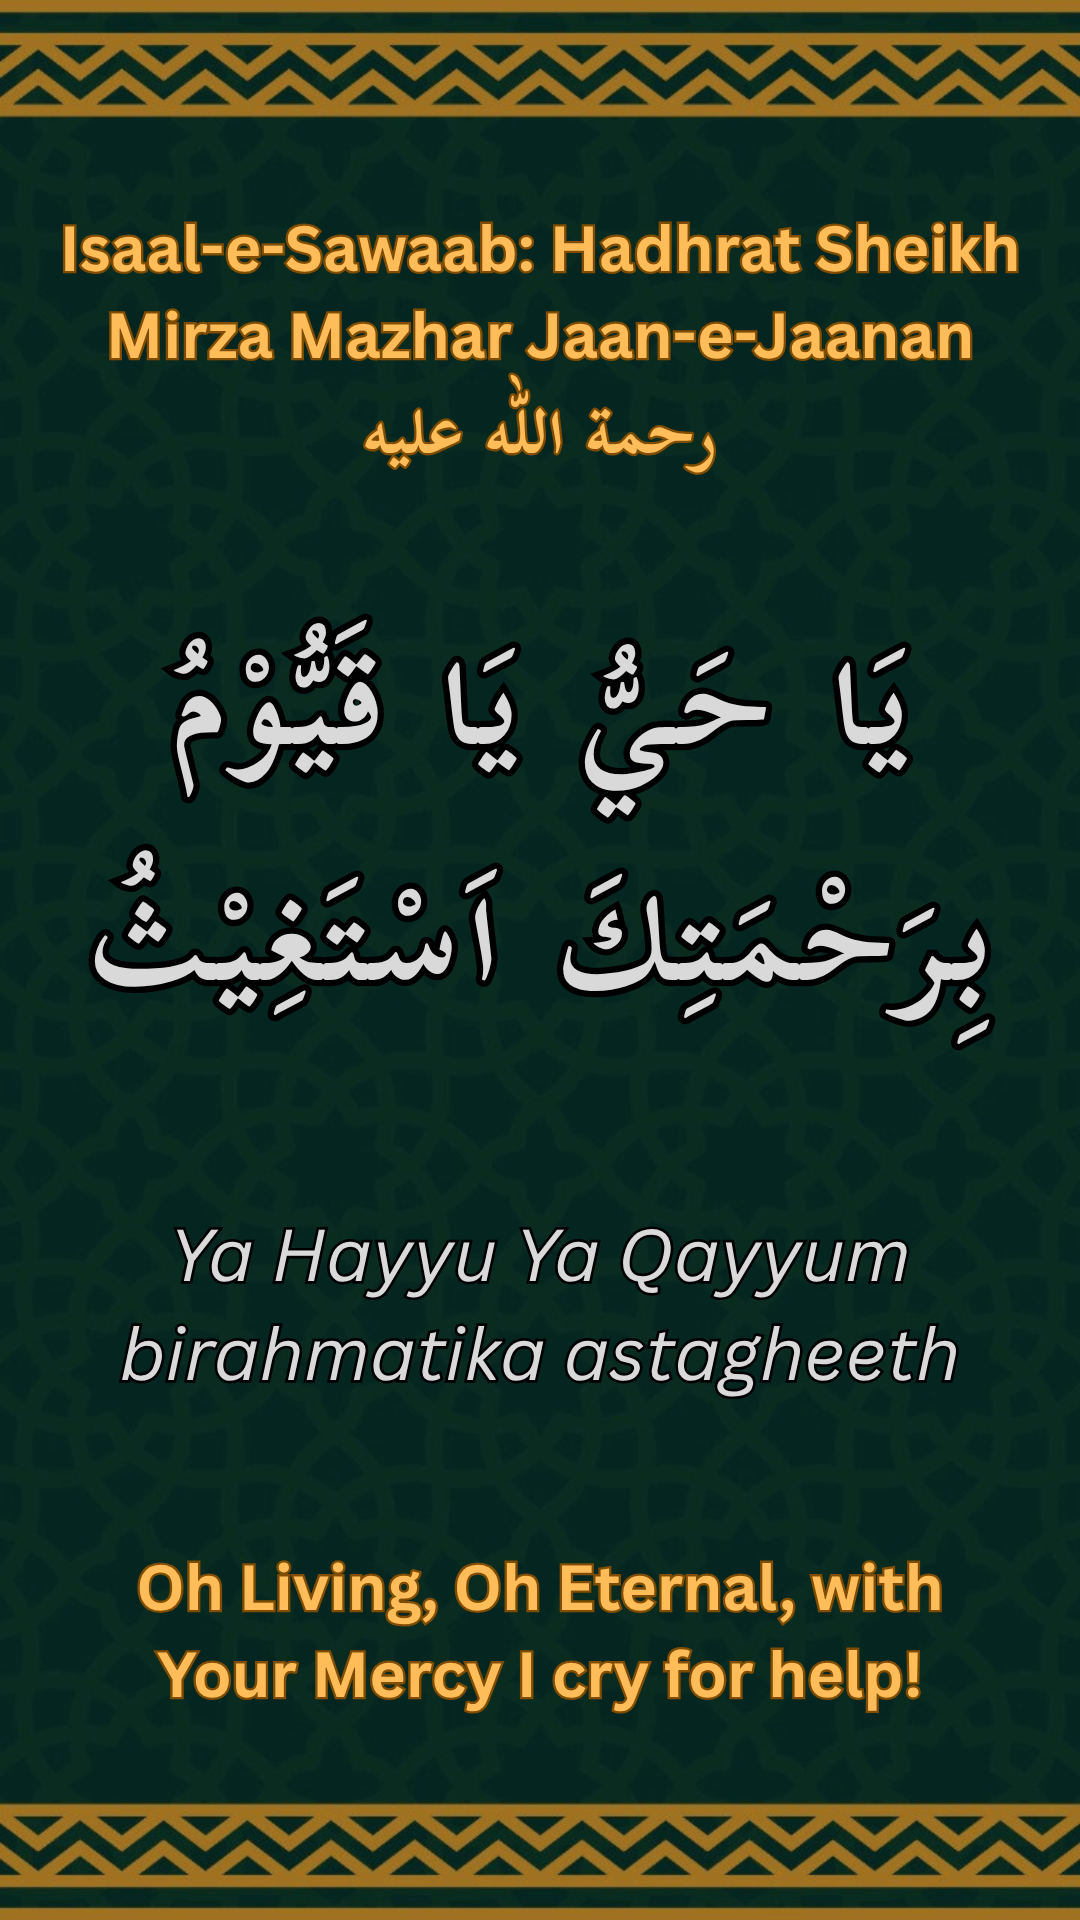 Isaal-e-Sawaab: Hadhrat Sheikh
Mirza Mazhar Jaan-e-Jaanan
رحمة الله عليه
يَا حَيُّ يَا قَيُّوْمُ
بِرَحْمَتِكَ اَسْتَغِيْثُ
Ya Hayyu Ya Qayyum
birahmatika astagheeth
Oh Living, Oh Eternal, with
Your Mercy I cry for help!